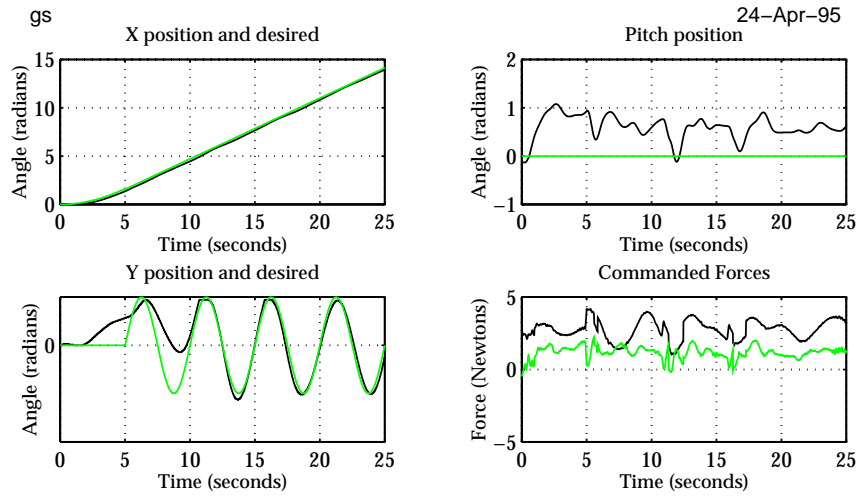 gs
24−Apr−95
X position and desired
Angle (radians)
15
10
5
0
0 5 10 15 20 25
Time (seconds)
Pitch position
Angle (radians)
2
1
0
−1
0 5 10 15 20 25
Time (seconds)
Y position and desired
Angle (radians)
0
0 5 10 15 20 25
Time (seconds)
Commanded Forces
Force (Newtons)
5
0
−5
0 5 10 15 20 25
Time (seconds)